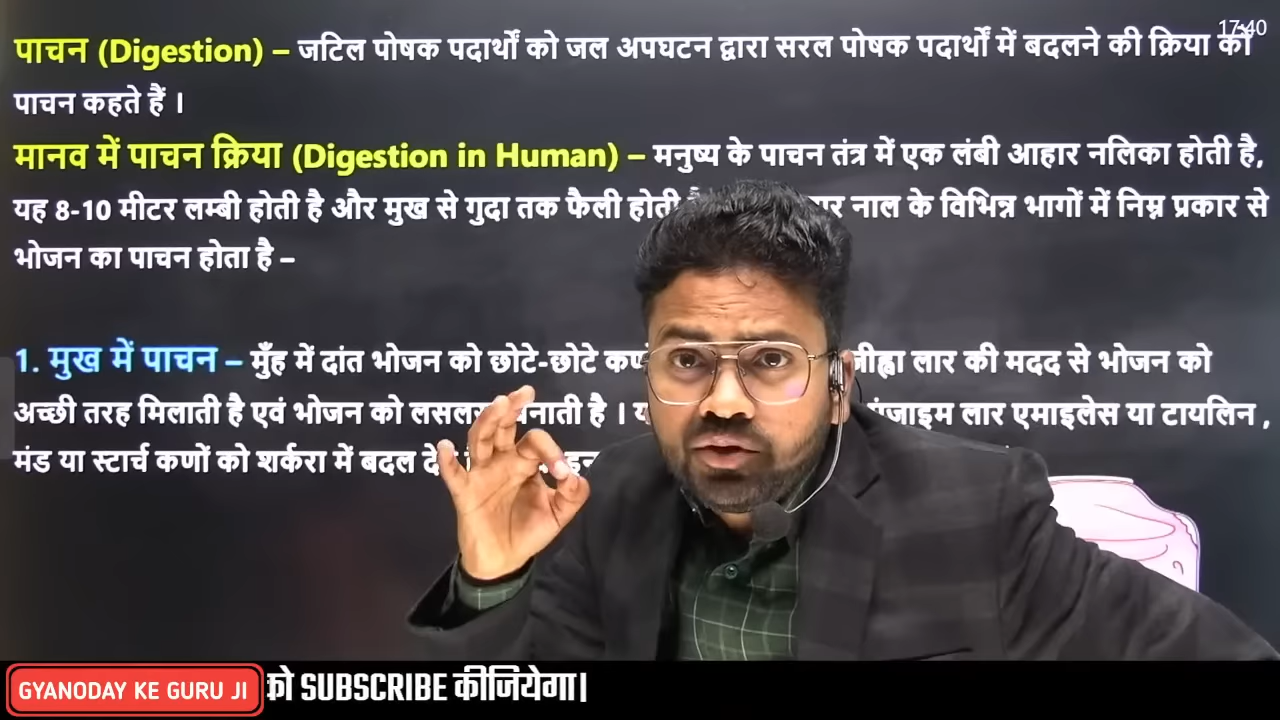 17:40
पाचन (Digestion) – जटिल पोषक पदार्थों को जल अपघटन द्वारा सरल पोषक पदार्थों में बदलने की क्रिया को
पाचन कहते हैं ।
मानव में पाचन क्रिया (Digestion in Human) – मनुष्य के पाचन तंत्र में एक लंबी आहार नलिका होती है,
यह 8-10 मीटर लम्बी होती है और मुख से गुदा तक फैली होती नाल के विभिन्न भागों में निम्न प्रकार से
भोजन का पाचन होता है –
1. मुख में पाचन – मुँह में दांत भोजन को छोटे-छोटे लार की मदद से भोजन को
अच्छी तरह मिलाती है एवं भोजन को बनाती है । लार एमाइलेस या टायलिन ,
मंड या स्टार्च कणों को शर्करा में बदल
GYANODAY KE GURU JI को SUBSCRIBE कीजियेगा।